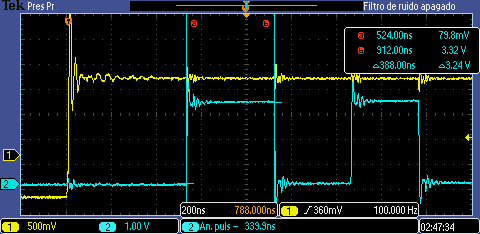 Tek Pres Pr Filtro de ruido apagado
a 524.00ns 79.8mV
b 912.00ns 3.32 V
△388.00ns △3.24 V
1
2
200ns 788.000ns
1 ∫ 360mV 100.000 Hz
1 500mV 2 1.00 V 2 An. puls – 339.9ns 02:47:34